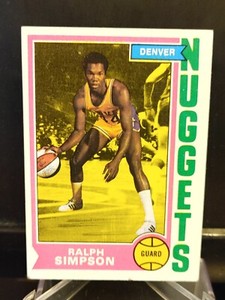 DENVER
NUGGETS
RALPH
SIMPSON
GUARD